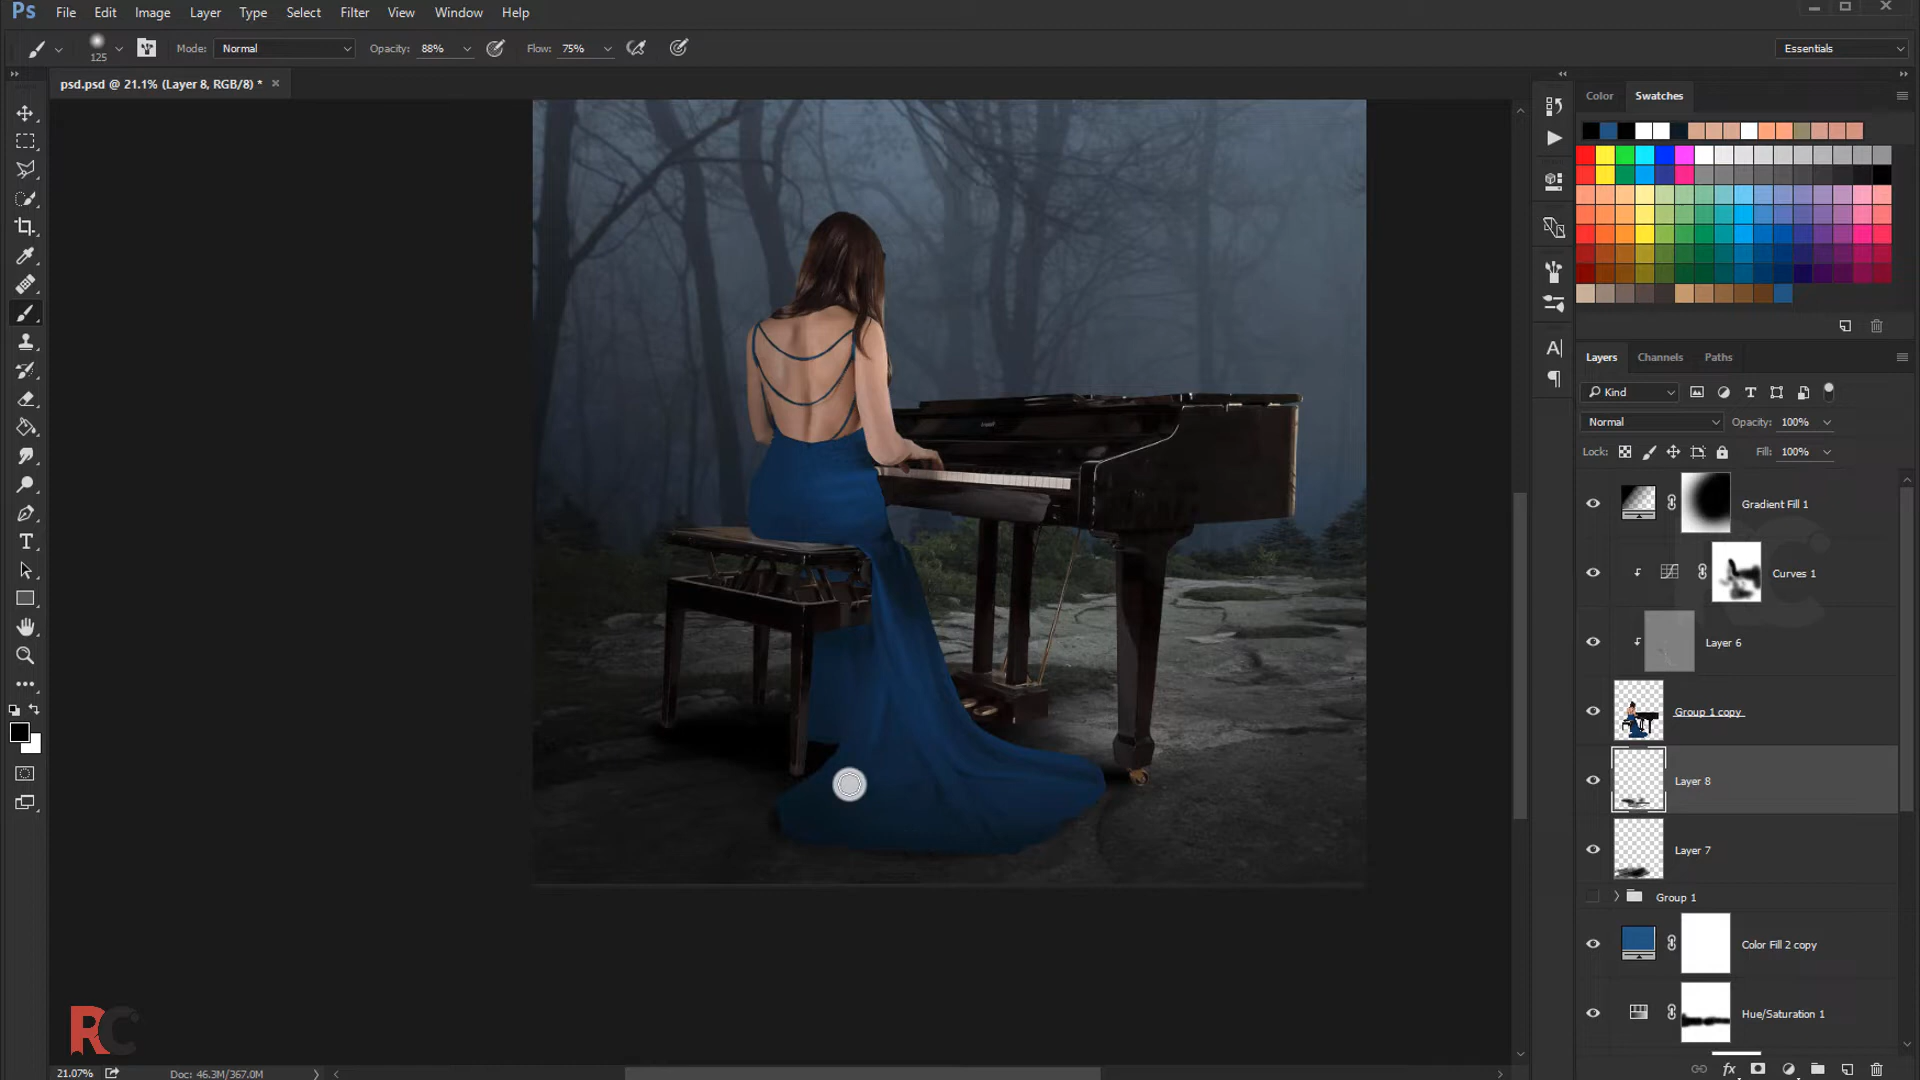 Ps File Edit Image Layer Type Select Filter View Window Help
125 Mode: Normal Opacity: 88% Flow: 75% Essentials
psd.psd @ 21.1% (Layer 8, RGB/8) * ×
Color Swatches
Layers Channels Paths
Kind
Normal Opacity: 100%
Lock: Fill: 100%
Gradient Fill 1
Curves 1
Layer 6
Group 1 copy
Layer 8
Layer 7
Group 1
Color Fill 2 copy
Hue/Saturation 1
RC
21.07% Doc: 46.3M/367.0M
fx